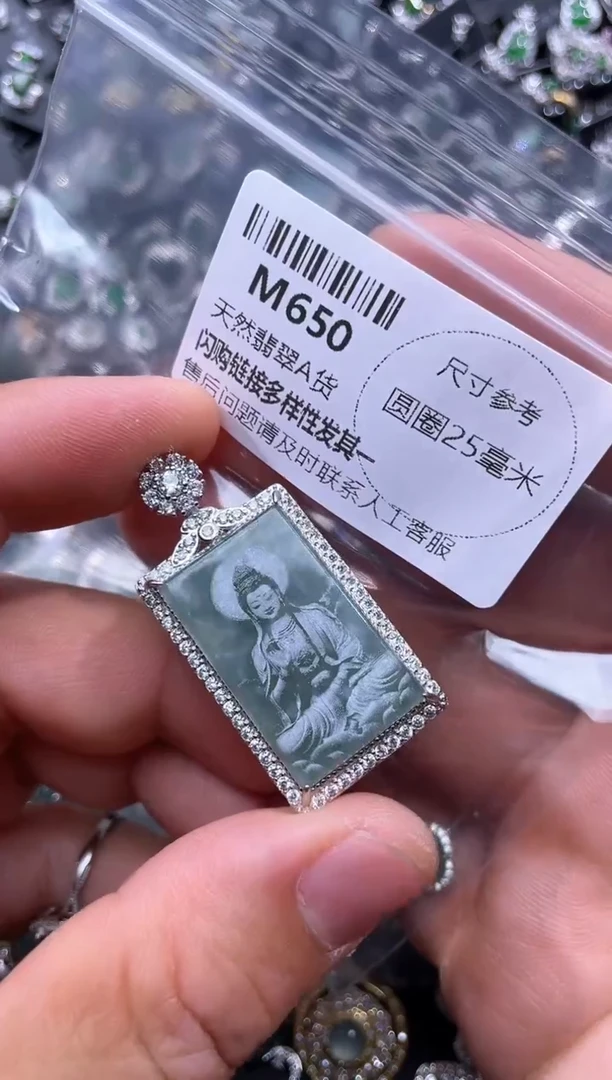 M650
天然翡翠A货
闪购链接多样性发其一
售后问题请及时联系人工客服
尺寸参考
圆圈25毫米